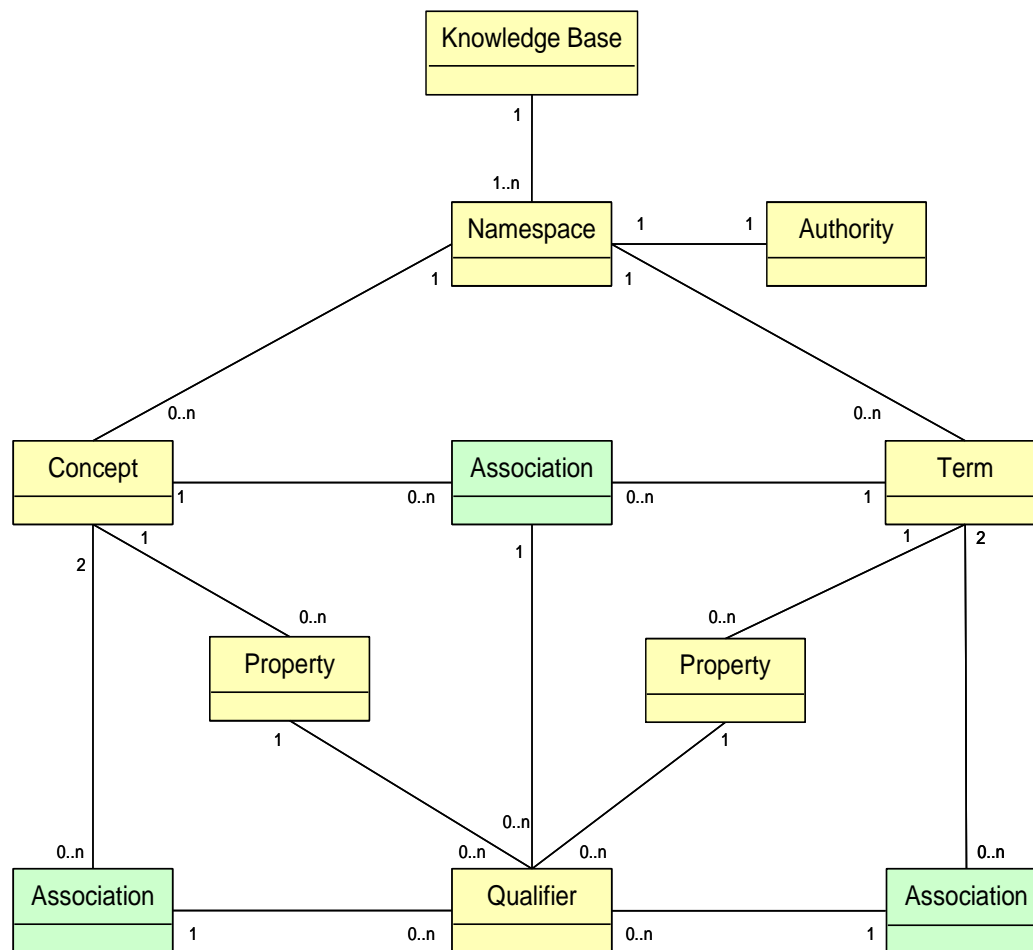 Knowledge Base
1
1..n
Namespace
1
1
Authority
1
1
0..n
0..n
Concept
Association
Term
1
0..n
0..n
1
1
1
1
2
2
0..n
0..n
Property
Property
1
1
0..n
0..n
0..n
0..n
0..n
Association
Qualifier
Association
1
0..n
0..n
1